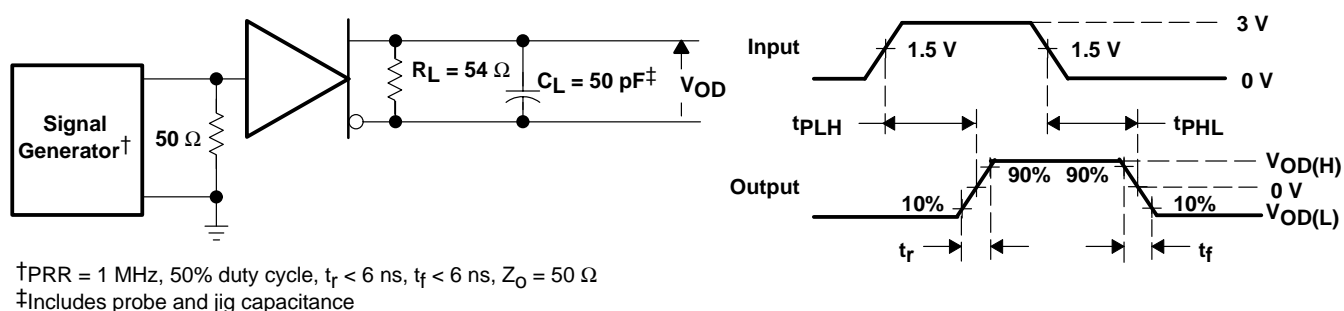 Signal
Generator†
50 Ω
RL = 54 Ω
CL = 50 pF‡
VOD
Input
1.5 V
1.5 V
3 V
0 V
tPLH
tPHL
Output
10%
90%
90%
10%
VOD(H)
0 V
VOD(L)
tr
tf
†PRR = 1 MHz, 50% duty cycle, tr < 6 ns, tf < 6 ns, Zo = 50 Ω
‡Includes probe and jig capacitance